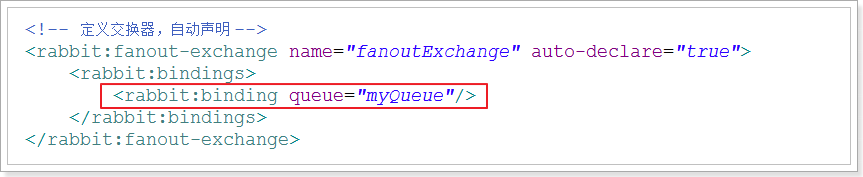 <!-- 定义交换器，自动声明 -->
<rabbit:fanout-exchange name="fanoutExchange" auto-declare="true">
<rabbit:bindings>
<rabbit:binding queue="myQueue"/>
</rabbit:bindings>
</rabbit:fanout-exchange>